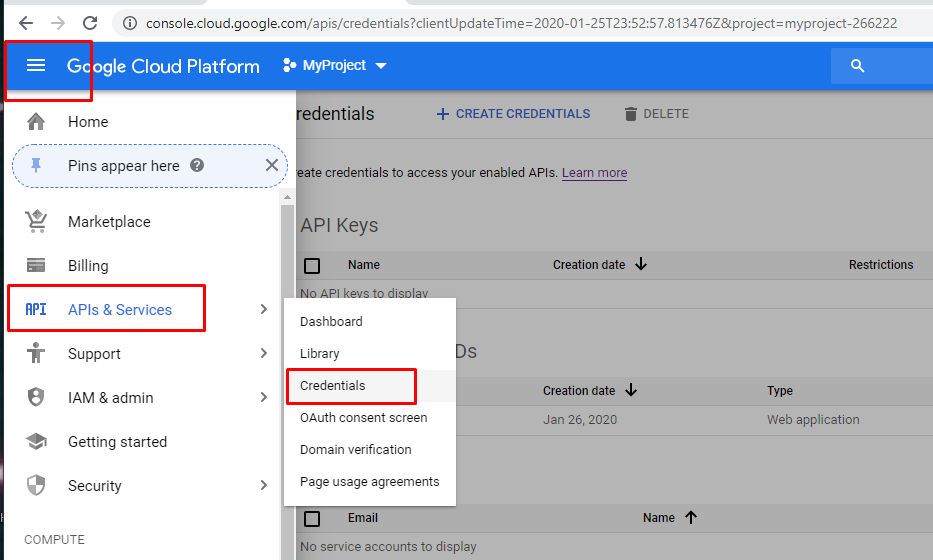 console.cloud.google.com/apis/credentials?clientUpdateTime=2020-01-25T23:52:57.813476Z&project=myproject-266222
Google Cloud Platform MyProject
Home
redentials CREATE CREDENTIALS DELETE
Pins appear here ?
reate credentials to access your enabled APIs. Learn more
Marketplace
API Keys
Billing
Name Creation date Restrictions
No API keys to display
API APIs & Services
Dashboard
Support
Library
Ds
Credentials
Creation date Type
IAM & admin
OAuth consent screen
Jan 26, 2020 Web application
Getting started
Domain verification
Security
Page usage agreements
Email Name
COMPUTE
No service accounts to display